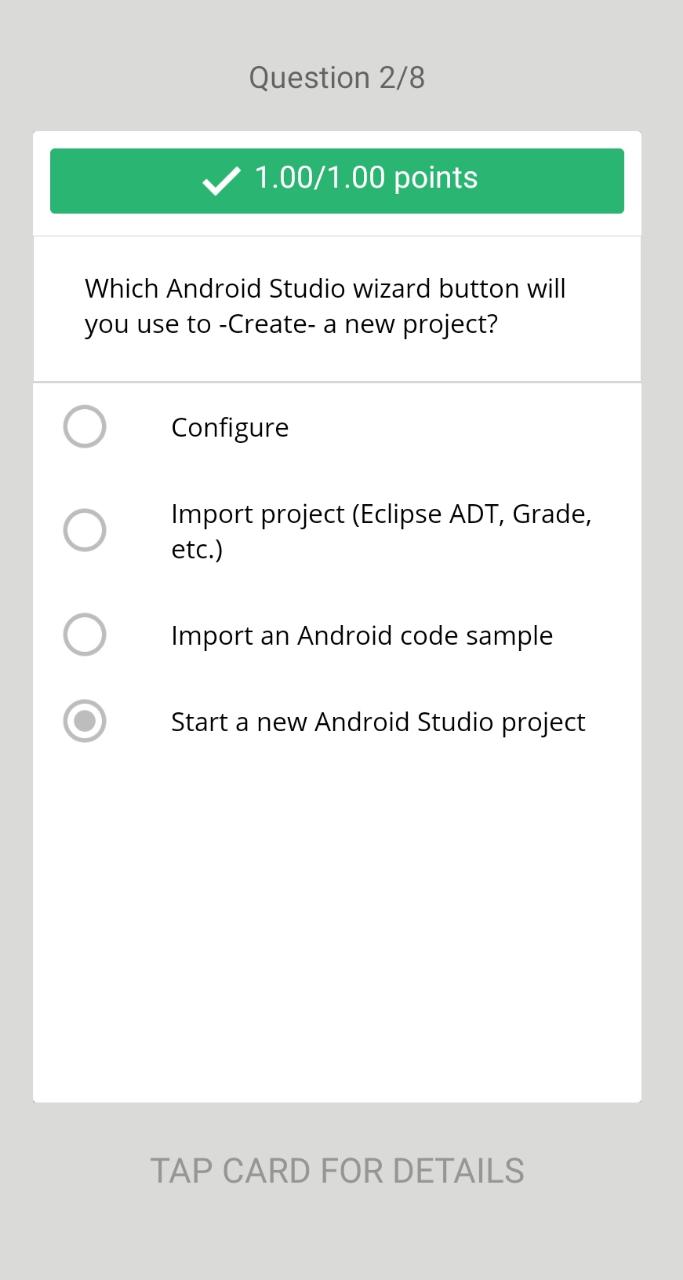 Question 2/8
1.00/1.00 points
Which Android Studio wizard button will
you use to -Create- a new project?
Configure
Import project (Eclipse ADT, Grade,
etc.)
Import an Android code sample
Start a new Android Studio project
TAP CARD FOR DETAILS